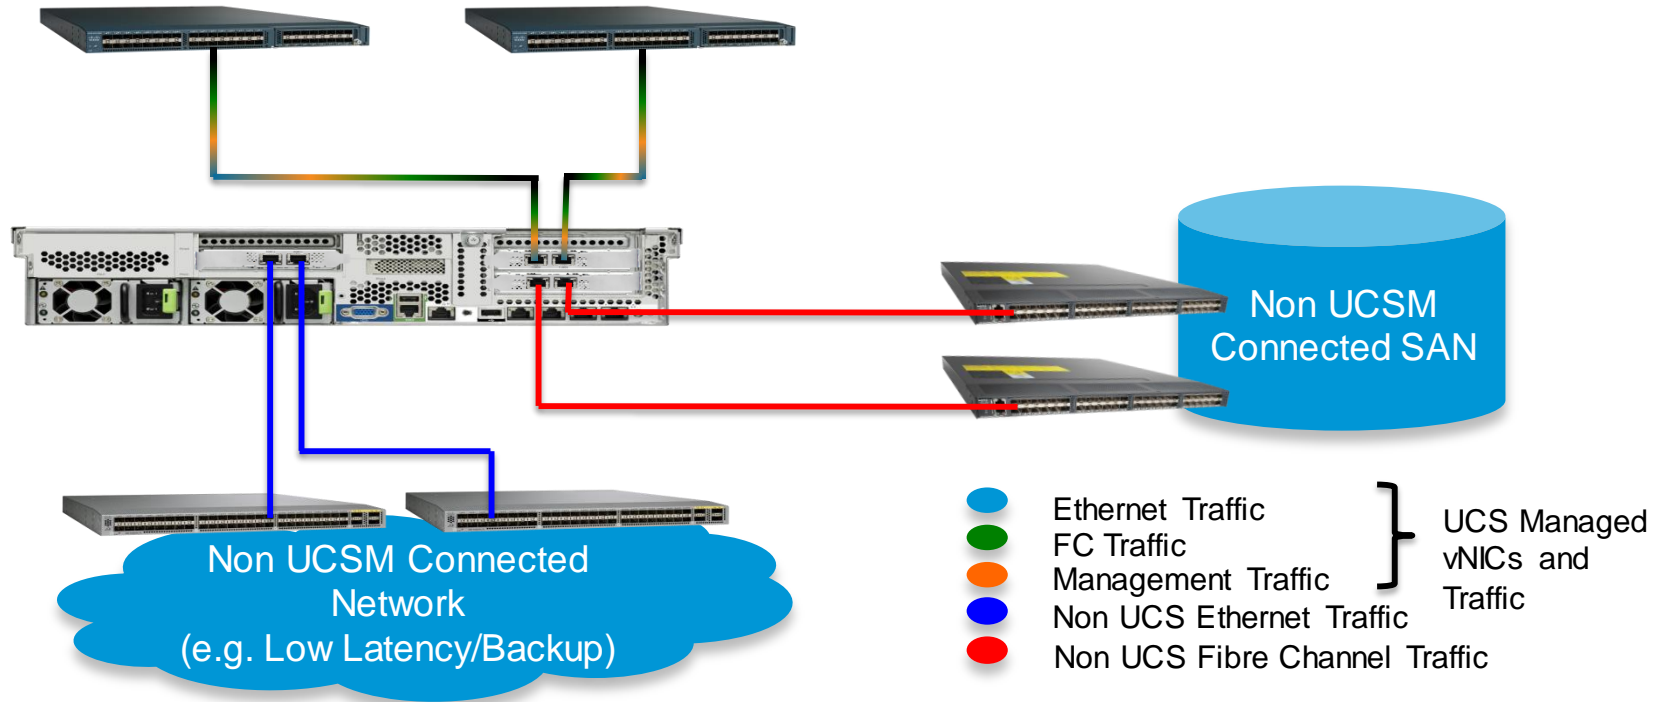 Non UCSM
Connected SAN
Non UCSM Connected
Network
(e.g. Low Latency/Backup)
Ethernet Traffic
FC Traffic
Management Traffic
Non UCS Ethernet Traffic
Non UCS Fibre Channel Traffic
UCS Managed
vNICs and
Traffic